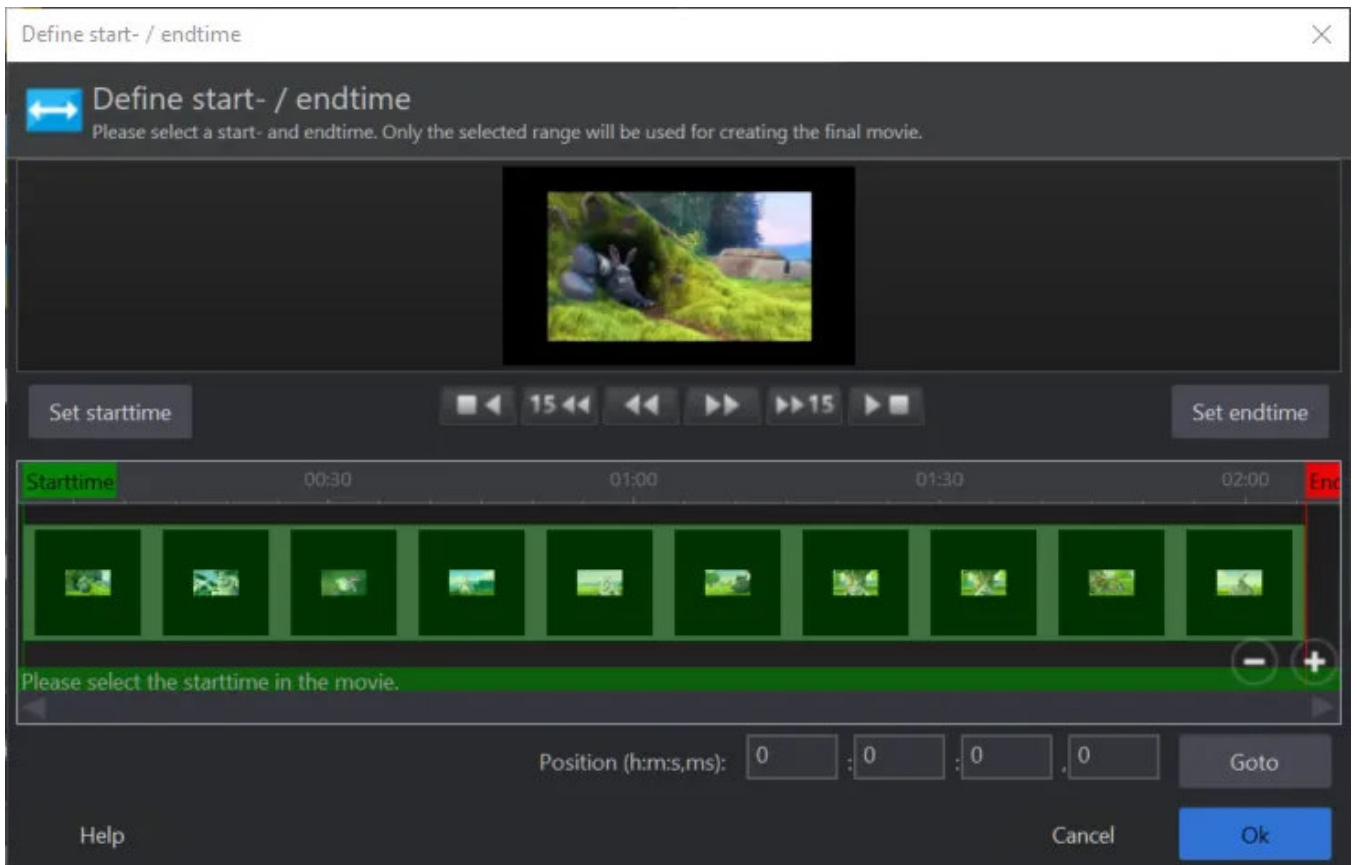 Define start- / endtime
Define start- / endtime
Please select a start- and endtime. Only the selected range will be used for creating the final movie.
Set starttime
15
15
Set endtime
Starttime
00:30
01:00
01:30
02:00
End
Please select the starttime in the movie.
Position (h:m:s,ms):
0
:
0
:
0
,
0
Goto
Help
Cancel
Ok